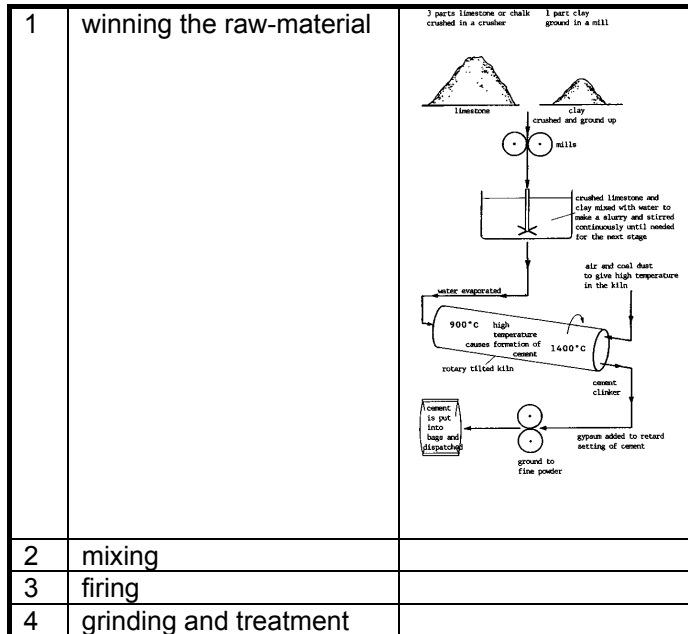 1 winning the raw-material
3 parts limestone or chalk
crushed in a crusher
1 part clay
ground in a mill
limestone
clay
crushed and ground up
mills
crushed limestone and
clay mixed with water to
make a slurry and stirred
continuously until needed
for the next stage
air and coal dust
to give high temperature
in the kiln
water evaporated
900°C
high
temperature
causes formation of
cement
1400°C
rotary tilted kiln
cement
clinker
cement
is put
into
bags and
dispatched
gypsum added to retard
setting of cement
ground to
fine powder
2 mixing
3 firing
4 grinding and treatment